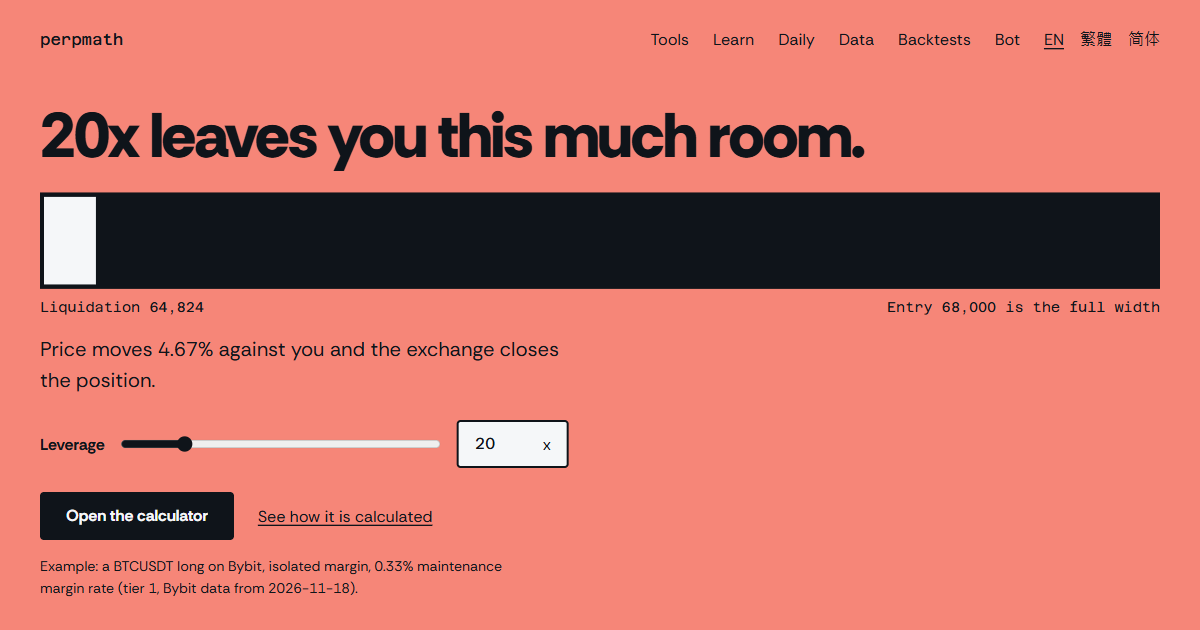 perpmath
Tools Learn Daily Data Backtests Bot EN 繁體 简体
20x leaves you this much room.
Liquidation 64,824
Entry 68,000 is the full width
Price moves 4.67% against you and the exchange closes
the position.
Leverage
20 x
Open the calculator
See how it is calculated
Example: a BTCUSDT long on Bybit, isolated margin, 0.33% maintenance
margin rate (tier 1, Bybit data from 2026-11-18).